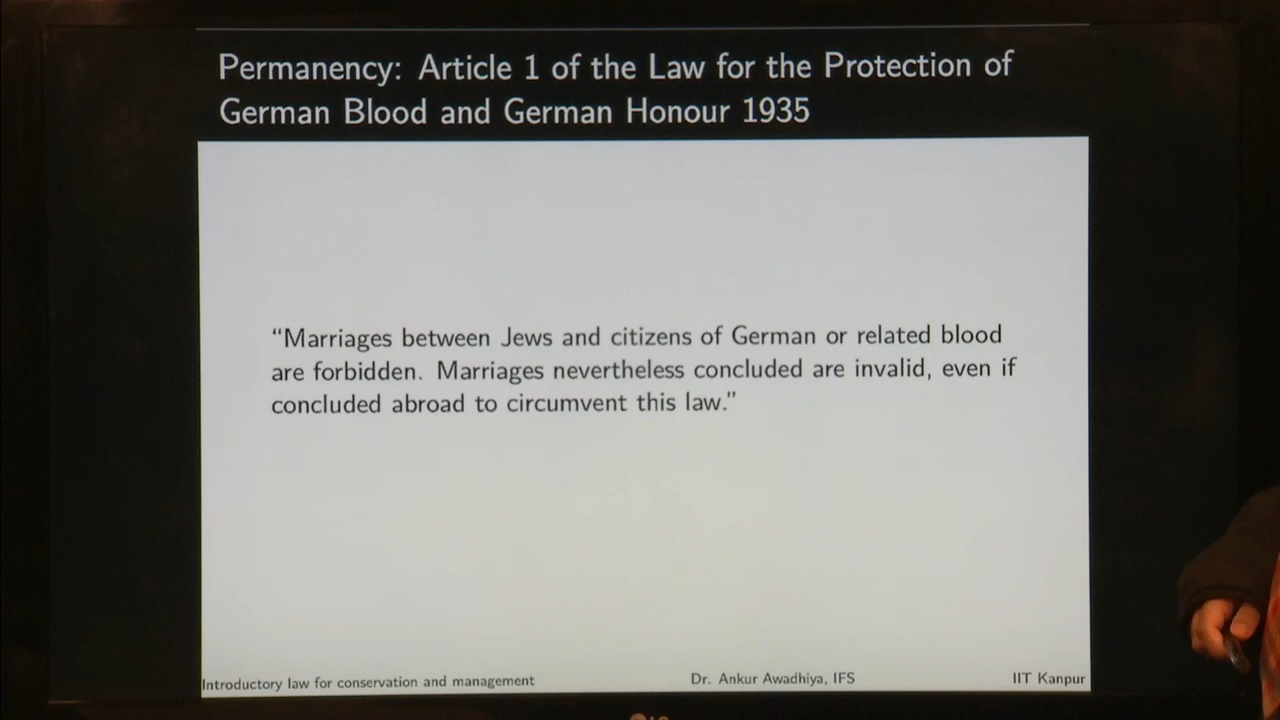 Permanency: Article 1 of the Law for the Protection of
German Blood and German Honour 1935
“Marriages between Jews and citizens of German or related blood
are forbidden. Marriages nevertheless concluded are invalid, even if
concluded abroad to circumvent this law.”
Introductory law for conservation and management Dr. Ankur Awadhiya, IFS IIT Kanpur